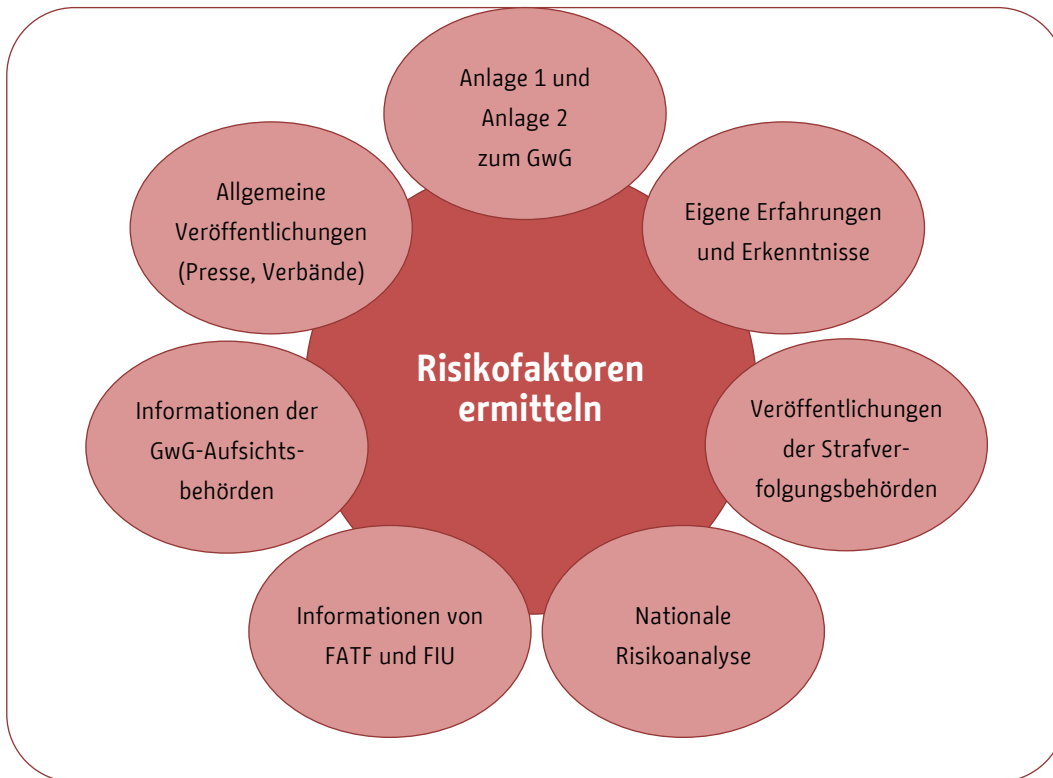 Anlage 1 und
Anlage 2
zum GwG
Eigene Erfahrungen
und Erkenntnisse
Veröffentlichungen
der Strafver-
folgungsbehörden
Nationale
Risikoanalyse
Informationen von
FATF und FIU
Informationen der
GwG-Aufsichts-
behörden
Allgemeine
Veröffentlichungen
(Presse, Verbände)
Risikofaktoren
ermitteln